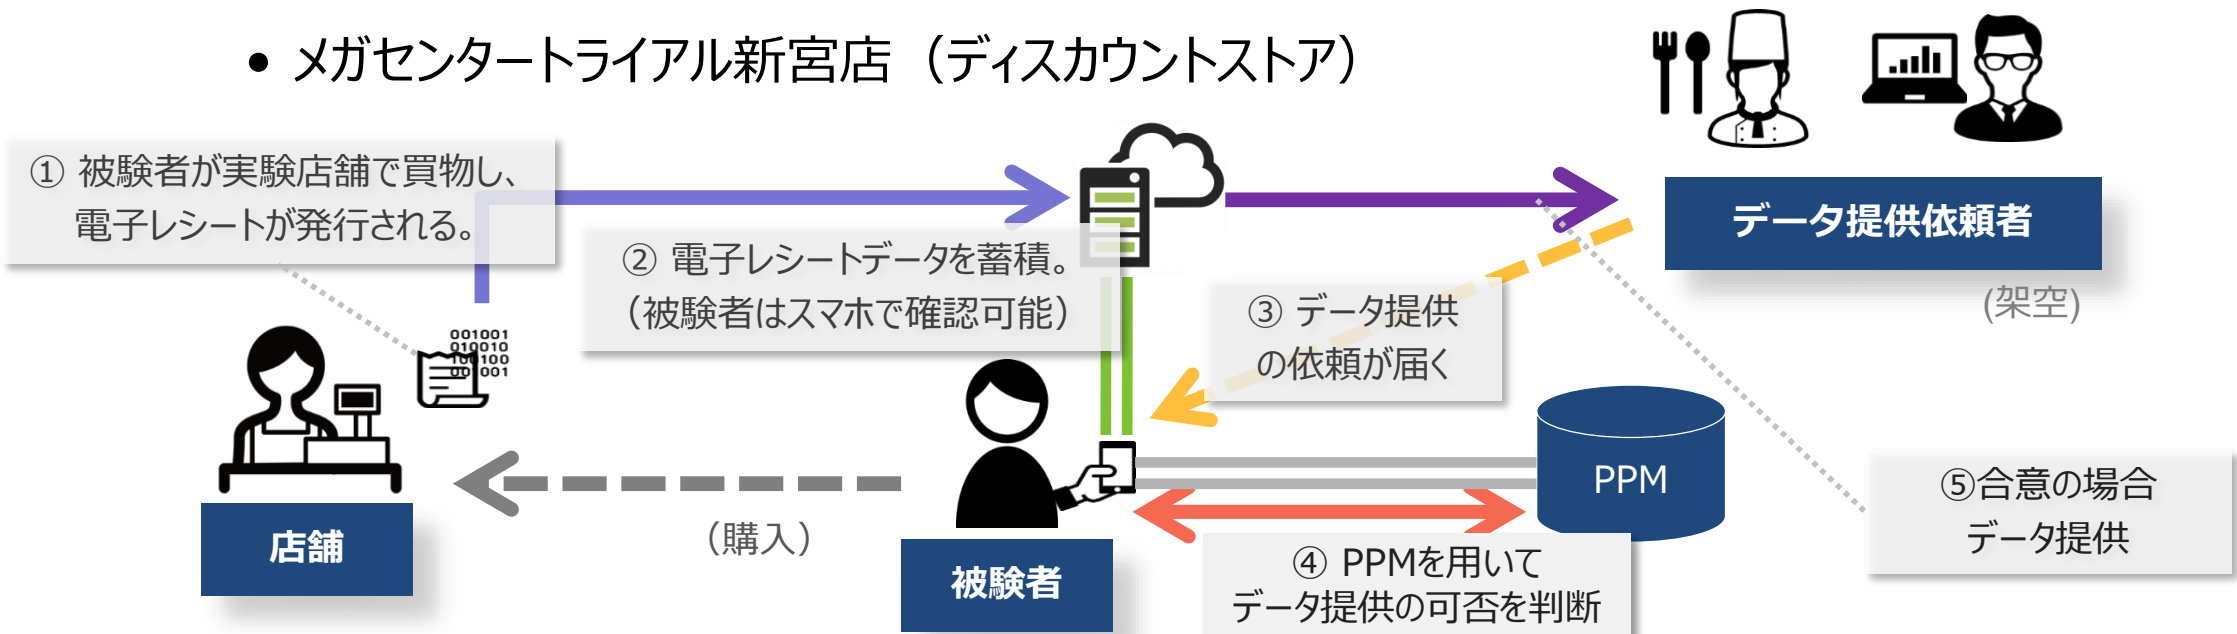 • メガセンタートライアル新宮店（ディスカウントストア）
① 被験者が実験店舗で買物し、
電子レシートが発行される。
② 電子レシートデータを蓄積。
（被験者はスマホで確認可能）
データ提供依頼者
(架空)
③ データ提供
の依頼が届く
001001
010010
100100
001001
店舗
（購入）
被験者
PPM
④ PPMを用いて
データ提供の可否を判断
⑤合意の場合
データ提供